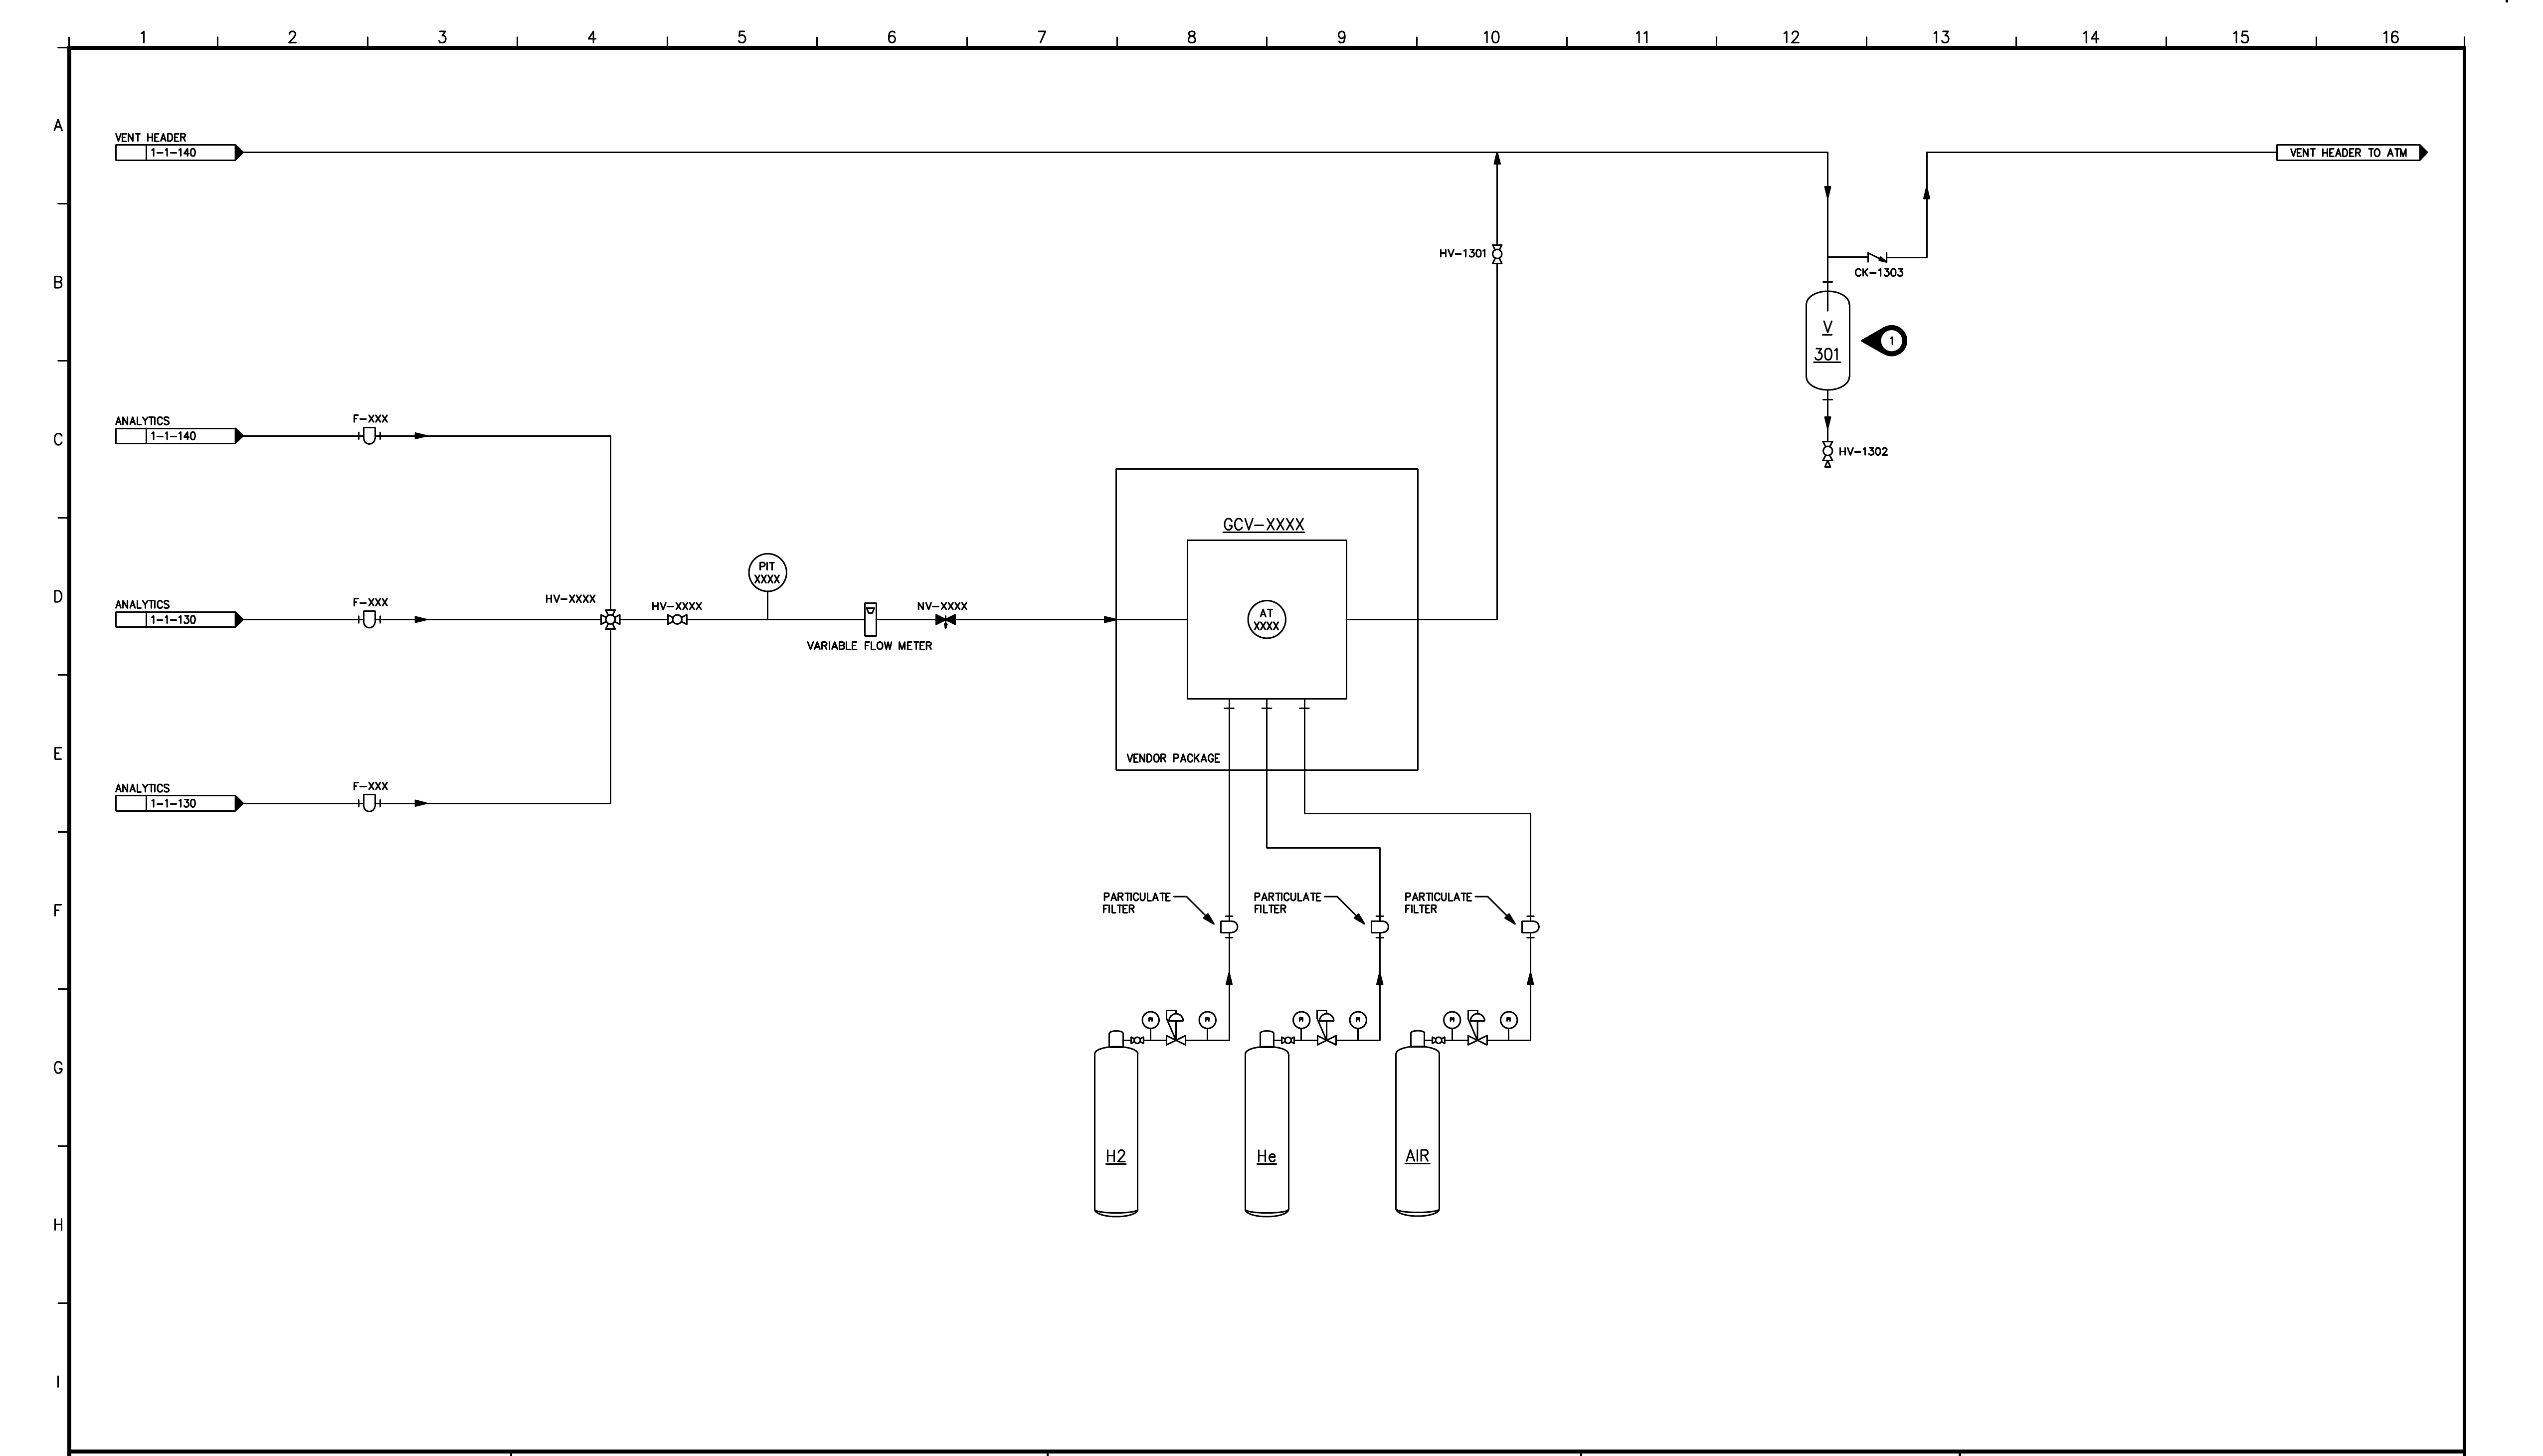 1 2 3 4 5 6 7 8 9 10 11 12 13 14 15 16
A
VENT HEADER
1-1-140
VENT HEADER TO ATM
B
HV-1301
CK-1303
V
301
1
C
ANALYTICS
1-1-140
F-XXX
HV-1302
GCV-XXXX
D
ANALYTICS
1-1-130
F-XXX
HV-XXXX
HV-XXXX
PIT
XXXX
VARIABLE FLOW METER
NV-XXXX
AT
XXXX
E
VENDOR PACKAGE
ANALYTICS
1-1-130
F-XXX
F
PARTICULATE
FILTER
PARTICULATE
FILTER
PARTICULATE
FILTER
G
H2
He
AIR
H
I